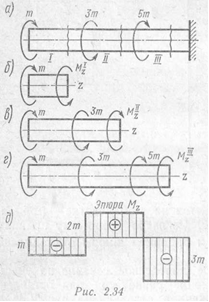 а) m 3m 5m
I II III
б) m M_z^I z
в) m 3m M_z^II z
г) m 3m 5m M_z^III z
Эпюра M_z
д) m 2m 3m
Рис. 2.34